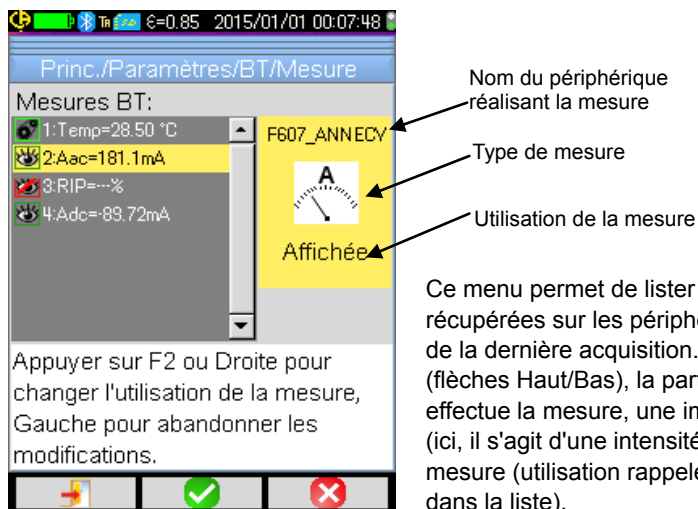 ε=0.85 2015/01/01 00:07:48
Princ./Paramètres/BT/Mesure
Mesures BT:
1:Temp=28.50 °C
2:Aac=181.1mA
3:RIP=---%
4:Adc=-89.72mA
F607_ANNECY
A
Affichée
Appuyer sur F2 ou Droite pour
changer l'utilisation de la mesure,
Gauche pour abandonner les
modifications.
Nom du périphérique
réalisant la mesure
Type de mesure
Utilisation de la mesure
Ce menu permet de lister
récupérées sur les périphé
de la dernière acquisition.
(flèches Haut/Bas), la par
effectue la mesure, une in
(ici, il s'agit d'une intensité
mesure (utilisation rappel
dans la liste).